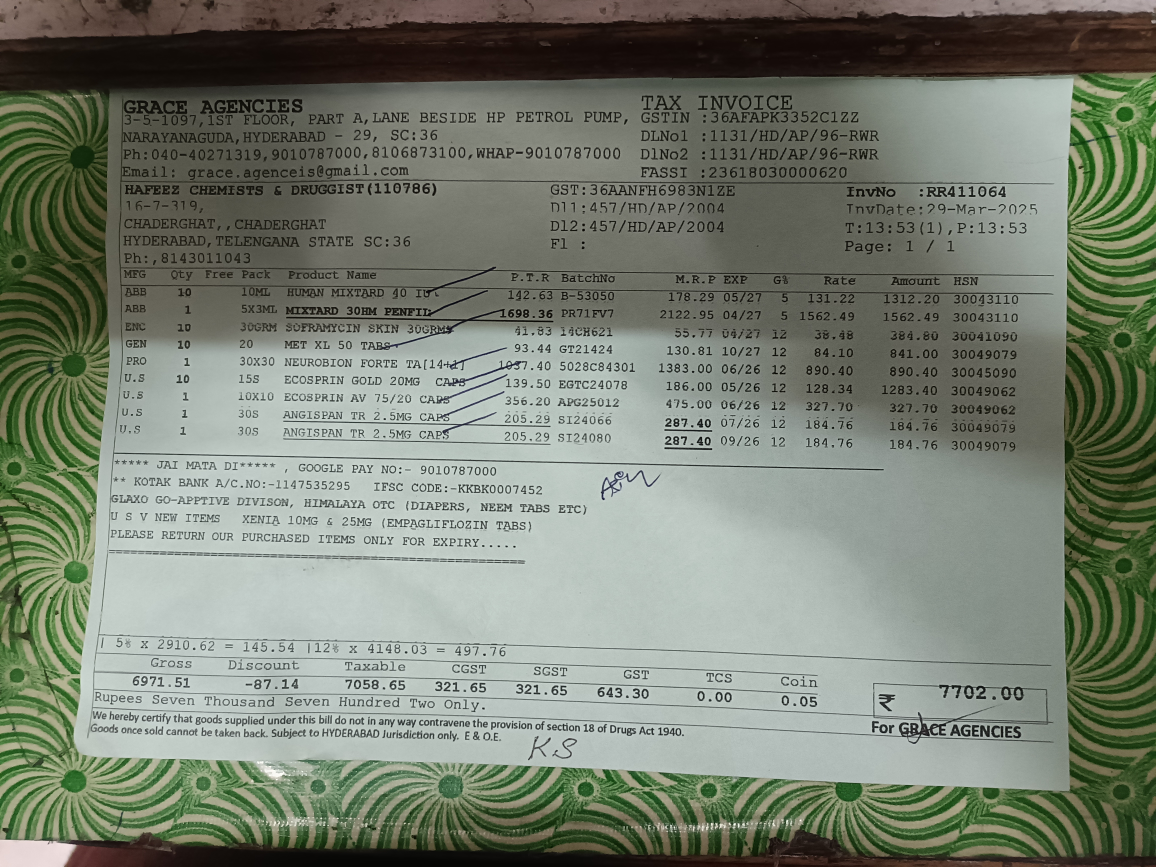 GRACE AGENCIES TAX INVOICE
3-5-1097,1ST FLOOR, PART A,LANE BESIDE HP PETROL PUMP, GSTIN :36AFAPK3352C1ZZ
NARAYANAGUDA,HYDERABAD - 29, SC:36 DLNo1 :1131/HD/AP/96-RWR
Ph:040-40271319,9010787000,8106873100,WHAP-9010787000 DlNo2 :1131/HD/AP/96-RWR
Email: grace.agenceis@gmail.com FASSI :23618030000620
HAFEEZ CHEMISTS & DRUGGIST(110786) GST:36AANFH6983N1ZE InvNo :RR411064
16-7-319, Dl1:457/HD/AP/2004 InvDate:29-Mar-2025
CHADERGHAT,,CHADERGHAT Dl2:457/HD/AP/2004 T:13:53(1),P:13:53
HYDERABAD,TELENGANA STATE SC:36 Fl : Page: 1 / 1
Ph:,8143011043
MFG Qty Free Pack Product Name P.T.R BatchNo M.R.P EXP G% Rate Amount HSN
ABB 10 10ML HUMAN MIXTARD 40 IU 142.63 B-53050 178.29 05/27 5 131.22 1312.20 30043110
ABB 1 5X3ML MIXTARD 30HM PENFIL 1698.36 PR71FV7 2122.95 04/27 5 1562.49 1562.49 30043110
ENC 10 30GRM SOFRAMYCIN SKIN 30GRMS 41.83 14CH621 55.77 04/27 12 38.48 384.80 30041090
GEN 10 20 MET XL 50 TABS 93.44 GT21424 130.81 10/27 12 84.10 841.00 30049079
PRO 1 30X30 NEUROBION FORTE TA[14+1] 1037.40 5028C84301 1383.00 06/26 12 890.40 890.40 30045090
U.S 10 15S ECOSPRIN GOLD 20MG CAPS 139.50 EGTC24078 186.00 05/26 12 128.34 1283.40 30049062
U.S 1 10X10 ECOSPRIN AV 75/20 CAPS 356.20 APG25012 475.00 06/26 12 327.70 327.70 30049062
U.S 1 30S ANGISPAN TR 2.5MG CAPS 205.29 SI24066 287.40 07/26 12 184.76 184.76 30049079
U.S 1 30S ANGISPAN TR 2.5MG CAPS 205.29 SI24080 287.40 09/26 12 184.76 184.76 30049079
***** JAI MATA DI***** , GOOGLE PAY NO:- 9010787000
** KOTAK BANK A/C.NO:-1147535295 IFSC CODE:-KKBK0007452
GLAXO GO-APPTIVE DIVISON, HIMALAYA OTC (DIAPERS, NEEM TABS ETC)
U S V NEW ITEMS XENIA 10MG & 25MG (EMPAGLIFLOZIN TABS)
PLEASE RETURN OUR PURCHASED ITEMS ONLY FOR EXPIRY.....
| 5% x 2910.62 = 145.54 |12% x 4148.03 = 497.76
Gross Discount Taxable CGST SGST GST TCS Coin
6971.51 -87.14 7058.65 321.65 321.65 643.30 0.00 0.05 ₹ 7702.00
Rupees Seven Thousand Seven Hundred Two Only.
We hereby certify that goods supplied under this bill do not in any way contravene the provision of section 18 of Drugs Act 1940. For GRACE AGENCIES
Goods once sold cannot be taken back. Subject to HYDERABAD Jurisdiction only. E & O.E.
KS